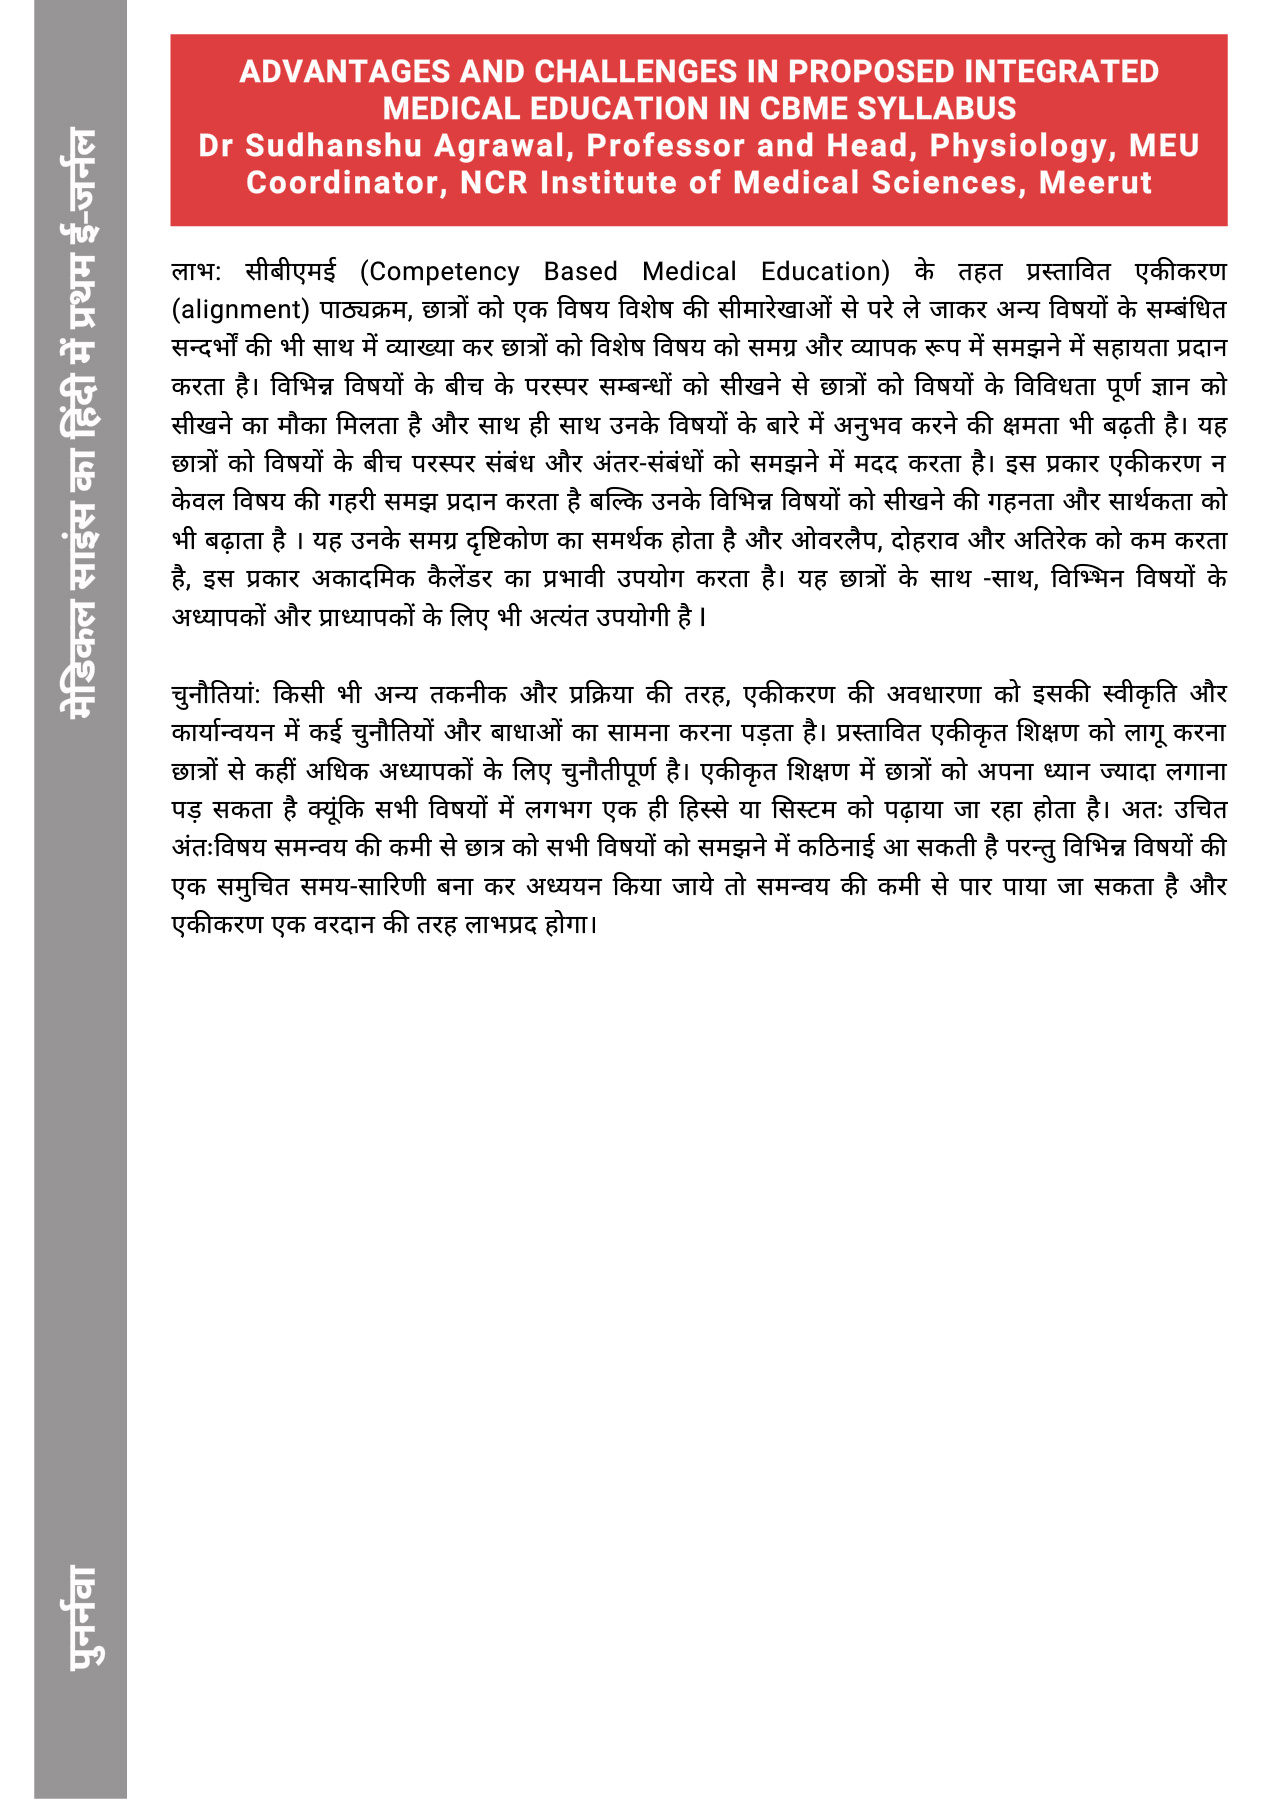 ADVANTAGES AND CHALLENGES IN PROPOSED INTEGRATED
MEDICAL EDUCATION IN CBME SYLLABUS
Dr Sudhanshu Agrawal, Professor and Head, Physiology, MEU
Coordinator, NCR Institute of Medical Sciences, Meerut
लाभ: सीबीएमई (Competency Based Medical Education) के तहत प्रस्तावित एकीकरण
(alignment) पाठ्यक्रम, छात्रों को एक विषय विशेष की सीमारेखाओं से परे ले जाकर अन्य विषयों के सम्बंधित
सन्दर्भों की भी साथ में व्याख्या कर छात्रों को विशेष विषय को समग्र और व्यापक रूप में समझने में सहायता प्रदान
करता है। विभिन्न विषयों के बीच के परस्पर सम्बन्धों को सीखने से छात्रों को विषयों के विविधता पूर्ण ज्ञान को
सीखने का मौका मिलता है और साथ ही साथ उनके विषयों के बारे में अनुभव करने की क्षमता भी बढ़ती है। यह
छात्रों को विषयों के बीच परस्पर संबंध और अंतर-संबंधों को समझने में मदद करता है। इस प्रकार एकीकरण न
केवल विषय की गहरी समझ प्रदान करता है बल्कि उनके विभिन्न विषयों को सीखने की गहनता और सार्थकता को
भी बढ़ाता है । यह उनके समग्र दृष्टिकोण का समर्थक होता है और ओवरलैप, दोहराव और अतिरेक को कम करता
है, इस प्रकार अकादमिक कैलेंडर का प्रभावी उपयोग करता है। यह छात्रों के साथ -साथ, विभ्भिन विषयों के
अध्यापकों और प्राध्यापकों के लिए भी अत्यंत उपयोगी है I
चुनौतियां: किसी भी अन्य तकनीक और प्रक्रिया की तरह, एकीकरण की अवधारणा को इसकी स्वीकृति और
कार्यान्वयन में कई चुनौतियों और बाधाओं का सामना करना पड़ता है। प्रस्तावित एकीकृत शिक्षण को लागू करना
छात्रों से कहीं अधिक अध्यापकों के लिए चुनौतीपूर्ण है। एकीकृत शिक्षण में छात्रों को अपना ध्यान ज्यादा लगाना
पड़ सकता है क्यूंकि सभी विषयों में लगभग एक ही हिस्से या सिस्टम को पढ़ाया जा रहा होता है। अतः उचित
अंतःविषय समन्वय की कमी से छात्र को सभी विषयों को समझने में कठिनाई आ सकती है परन्तु विभिन्न विषयों की
एक समुचित समय-सारिणी बना कर अध्ययन किया जाये तो समन्वय की कमी से पार पाया जा सकता है और
एकीकरण एक वरदान की तरह लाभप्रद होगा।
मेडिकल साइंस का हिंदी में प्रथम ई-जर्नल
पुनर्नवा